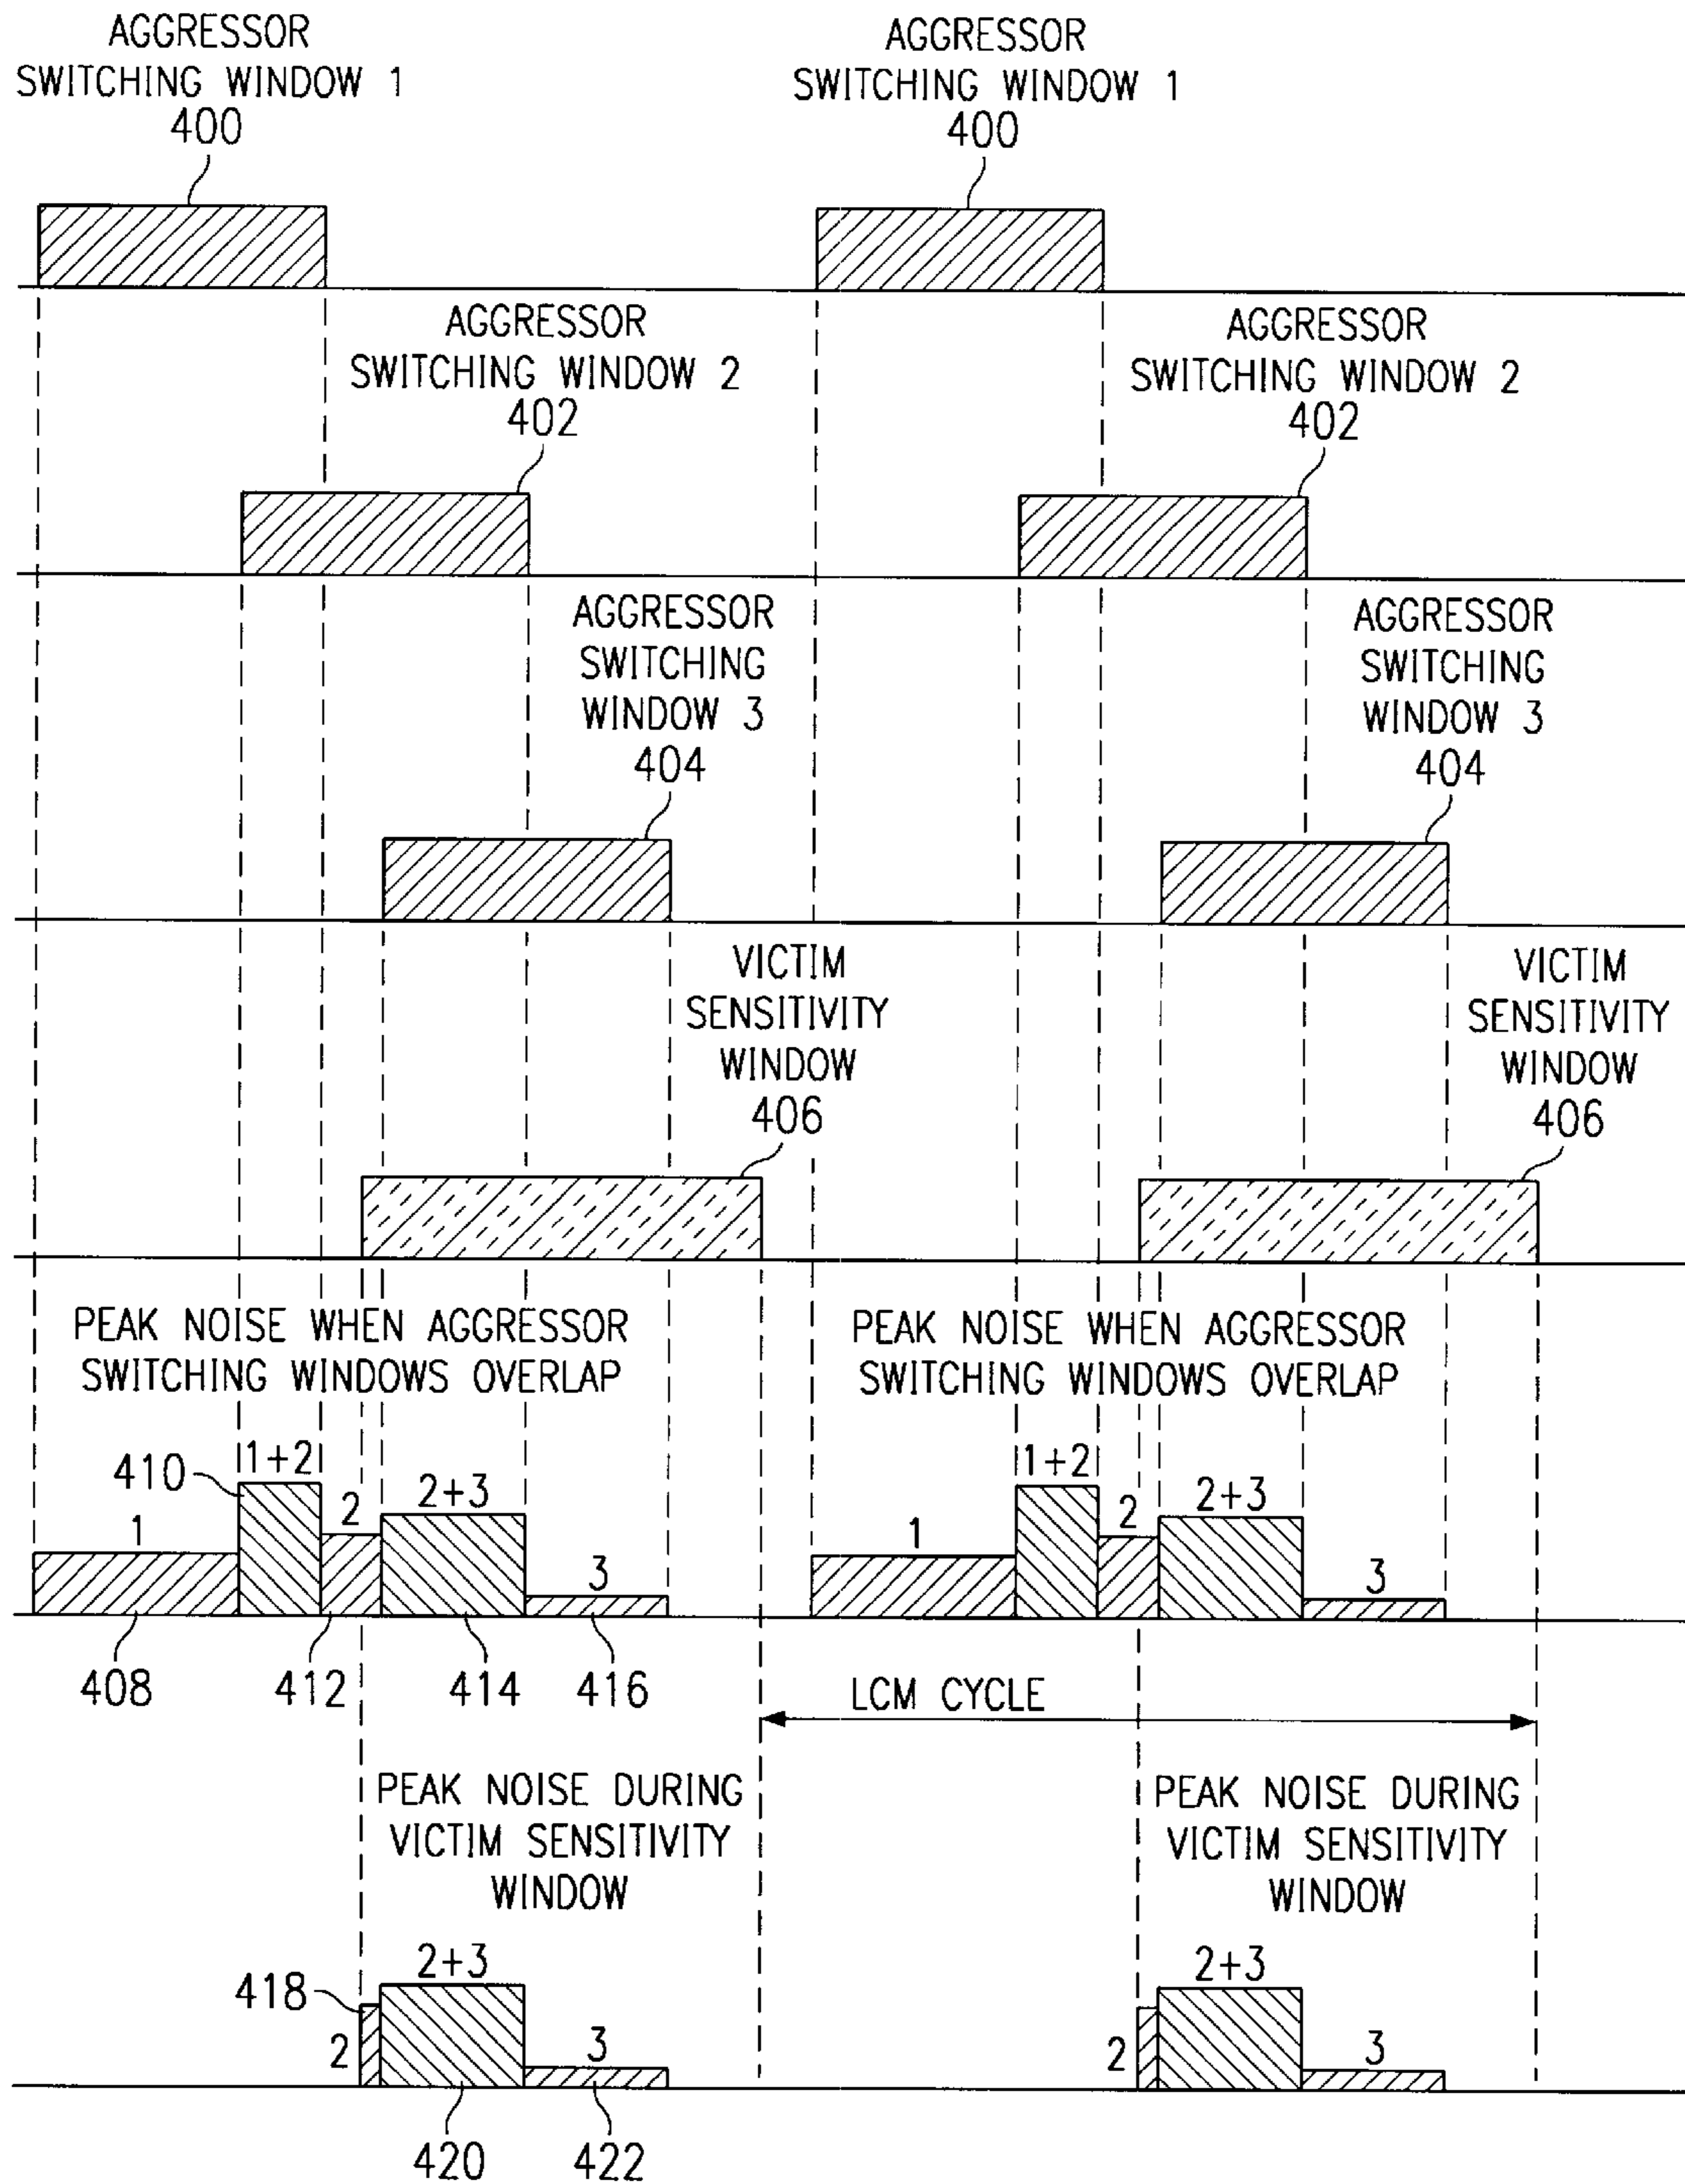 AGGRESSOR
SWITCHING WINDOW 1
400
AGGRESSOR
SWITCHING WINDOW 1
400
AGGRESSOR
SWITCHING WINDOW 2
402
AGGRESSOR
SWITCHING WINDOW 2
402
AGGRESSOR
SWITCHING
WINDOW 3
404
AGGRESSOR
SWITCHING
WINDOW 3
404
VICTIM
SENSITIVITY
WINDOW
406
VICTIM
SENSITIVITY
WINDOW
406
PEAK NOISE WHEN AGGRESSOR
SWITCHING WINDOWS OVERLAP
PEAK NOISE WHEN AGGRESSOR
SWITCHING WINDOWS OVERLAP
410
1+2
2
2+3
1
3
1+2
2
2+3
1
3
408
412
414
416
LCM CYCLE
PEAK NOISE DURING
VICTIM SENSITIVITY
WINDOW
PEAK NOISE DURING
VICTIM SENSITIVITY
WINDOW
418
2+3
2
3
2+3
2
3
420
422